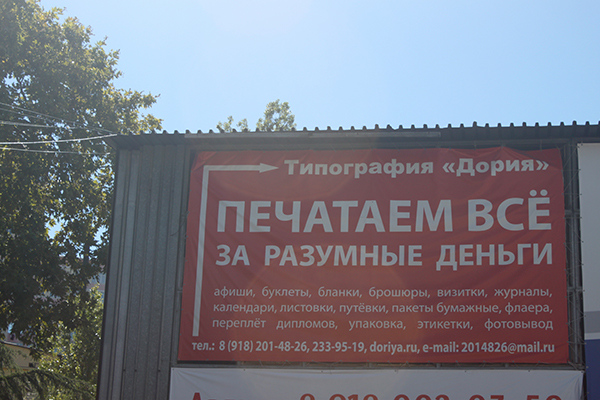 Типография «Дория»
ПЕЧАТАЕМ ВСЁ
ЗА РАЗУМНЫЕ ДЕНЬГИ
афиши, буклеты, бланки, брошюры, визитки, журналы,
календари, листовки, путёвки, пакеты бумажные, флаера,
переплёт дипломов, упаковка, этикетки, фотовывод
тел.: 8 (918) 201-48-26, 233-95-19, doriya.ru, e-mail: 2014826@mail.ru